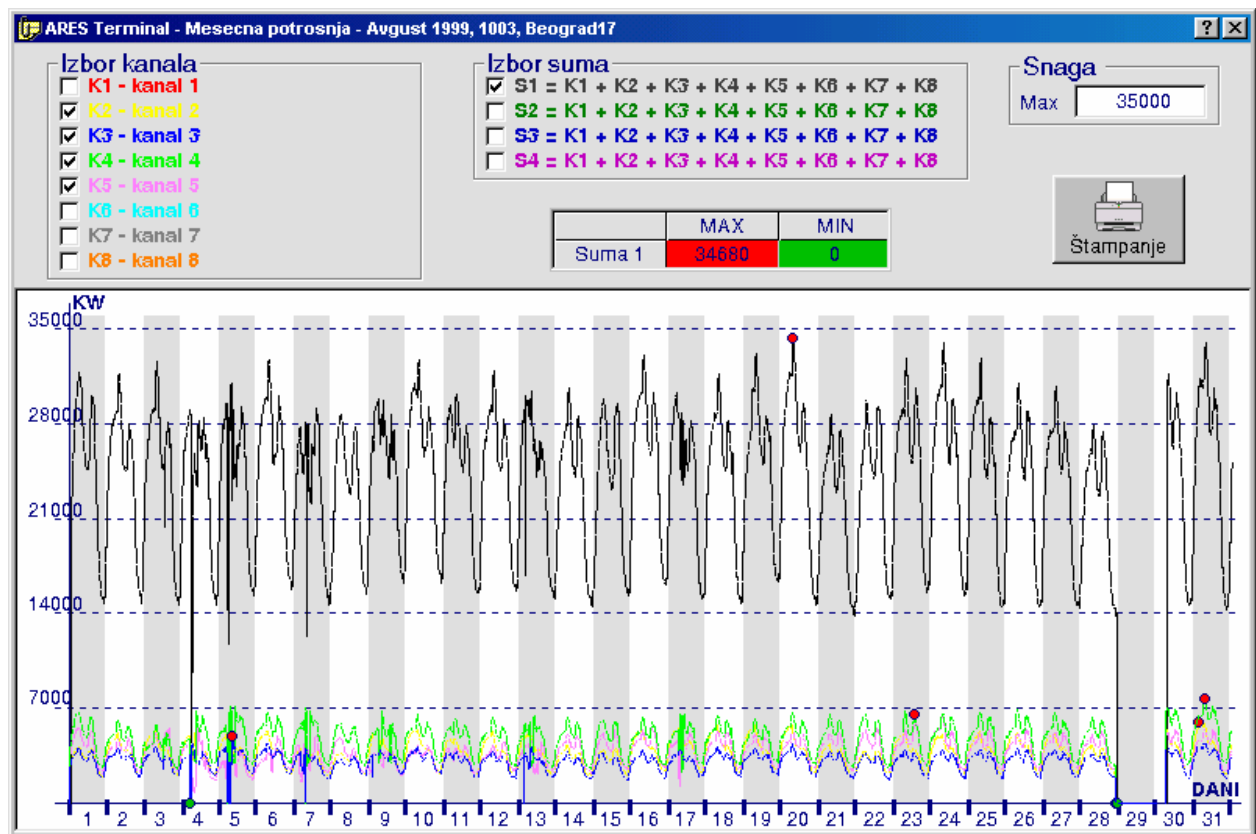 ARES Terminal - Mesecna potrosnja - Avgust 1999, 1003, Beograd17
Izbor kanala
K1 - kanal 1
K2 - kanal 2
K3 - kanal 3
K4 - kanal 4
K5 - kanal 5
K6 - kanal 6
K7 - kanal 7
K8 - kanal 8
Izbor suma
S1 = K1 + K2 + K3 + K4 + K5 + K6 + K7 + K8
S2 = K1 + K2 + K3 + K4 + K5 + K6 + K7 + K8
S3 = K1 + K2 + K3 + K4 + K5 + K6 + K7 + K8
S4 = K1 + K2 + K3 + K4 + K5 + K6 + K7 + K8
Snaga
Max 35000
MAX MIN
Suma 1 34680 0
Štampanje
KW
35000
28000
21000
14000
7000
DANI
1 2 3 4 5 6 7 8 9 10 11 12 13 14 15 16 17 18 19 20 21 22 23 24 25 26 27 28 29 30 31